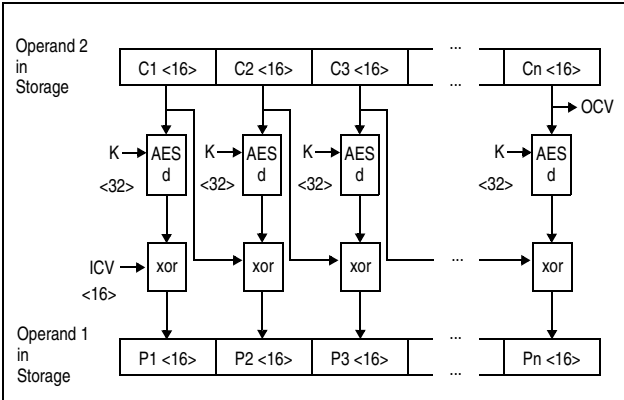 Operand 2
in
Storage
C1 <16> C2 <16> C3 <16> ... ... Cn <16>
OCV
K AES d K AES d K AES d K AES d
<32> <32> <32> <32>
ICV xor xor xor ... xor
<16>
Operand 1
in
Storage
P1 <16> P2 <16> P3 <16> ... ... Pn <16>